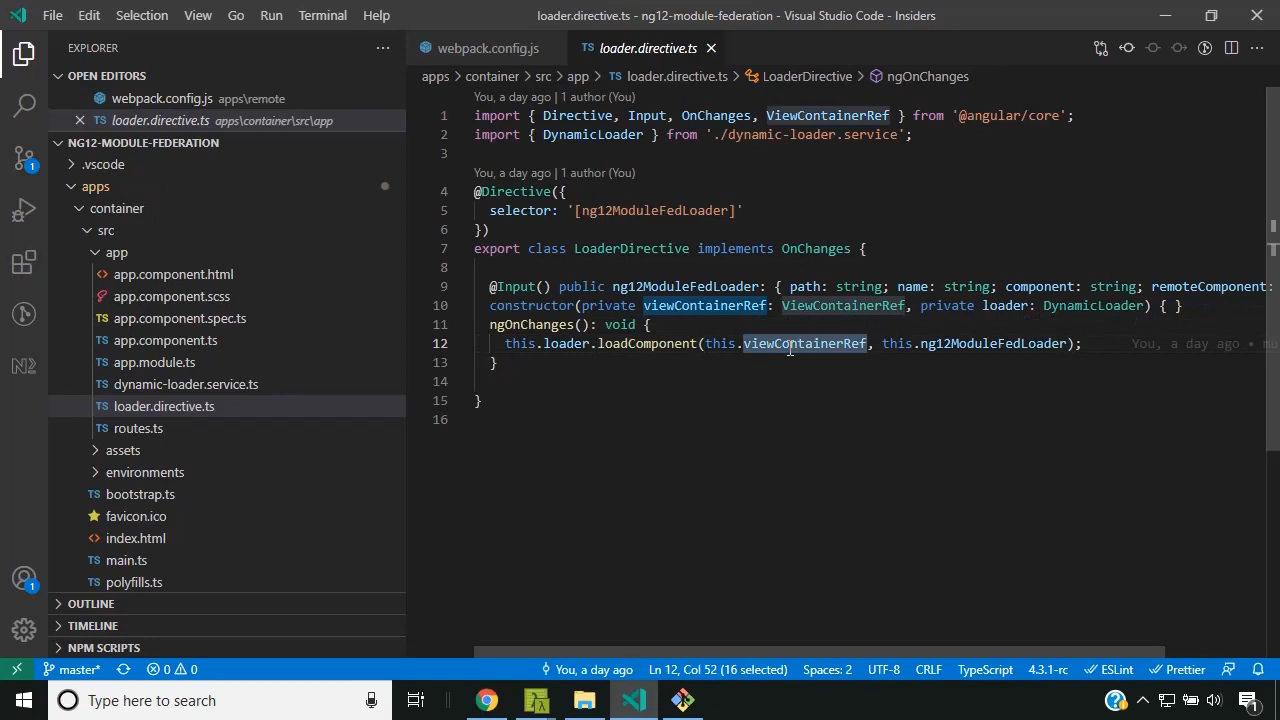 File Edit Selection View Go Run Terminal Help loader.directive.ts - ng12-module-federation - Visual Studio Code - Insiders
EXPLORER
OPEN EDITORS
webpack.config.js apps\remote
loader.directive.ts apps\container\src\app
NG12-MODULE-FEDERATION
.vscode
apps
container
src
app
app.component.html
app.component.scss
app.component.spec.ts
app.component.ts
app.module.ts
dynamic-loader.service.ts
loader.directive.ts
routes.ts
assets
environments
bootstrap.ts
favicon.ico
index.html
main.ts
polyfills.ts
OUTLINE
TIMELINE
NPM SCRIPTS
1
1
webpack.config.js
TS loader.directive.ts
apps > container > src > app > TS loader.directive.ts > LoaderDirective > ngOnChanges
You, a day ago | 1 author (You)
1 import { Directive, Input, OnChanges, ViewContainerRef } from '@angular/core';
2 import { DynamicLoader } from './dynamic-loader.service';
3
You, a day ago | 1 author (You)
4 @Directive({
5 selector: '[ng12ModuleFedLoader]'
6 })
7 export class LoaderDirective implements OnChanges {
8
9 @Input() public ng12ModuleFedLoader: { path: string; name: string; component: string; remoteComponent:
10 constructor(private viewContainerRef: ViewContainerRef, private loader: DynamicLoader) { }
11 ngOnChanges(): void {
12 this.loader.loadComponent(this.viewContainerRef, this.ng12ModuleFedLoader); You, a day ago •
13 }
14
15 }
16
master* 0 0 You, a day ago Ln 12, Col 52 (16 selected) Spaces: 2 UTF-8 CRLF TypeScript 4.3.1-rc ESLint Prettier
Type here to search
1